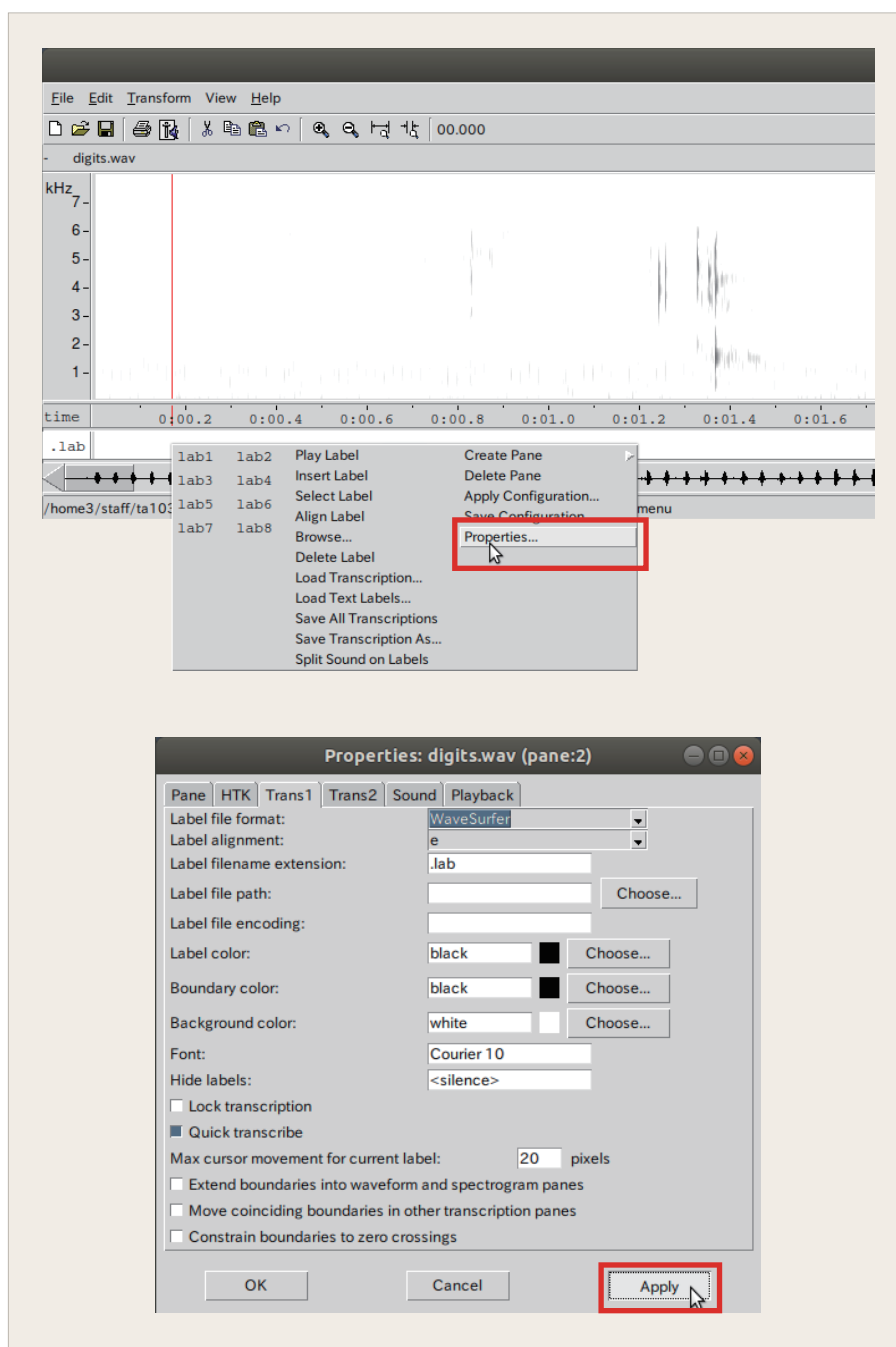 File Edit Transform View Help
00.000
- digits.wav
kHz
7
6
5
4
3
2
1
time 0:00.2 0:00.4 0:00.6 0:00.8 0:01.0 0:01.2 0:01.4 0:01.6
.lab
lab1 lab2 Play Label Create Pane
lab3 lab4 Insert Label Delete Pane
lab5 lab6 Select Label Apply Configuration...
lab7 lab8 Align Label Save Configuration
Browse... Properties...
Delete Label
Load Transcription...
Load Text Labels...
Save All Transcriptions
Save Transcription As...
Split Sound on Labels
/home3/staff/ta103 menu
Properties: digits.wav (pane:2)
Pane HTK Trans1 Trans2 Sound Playback
Label file format: WaveSurfer
Label alignment: e
Label filename extension: .lab
Label file path: Choose...
Label file encoding:
Label color: black Choose...
Boundary color: black Choose...
Background color: white Choose...
Font: Courier 10
Hide labels: <silence>
Lock transcription
Quick transcribe
Max cursor movement for current label: 20 pixels
Extend boundaries into waveform and spectrogram panes
Move coinciding boundaries in other transcription panes
Constrain boundaries to zero crossings
OK Cancel Apply